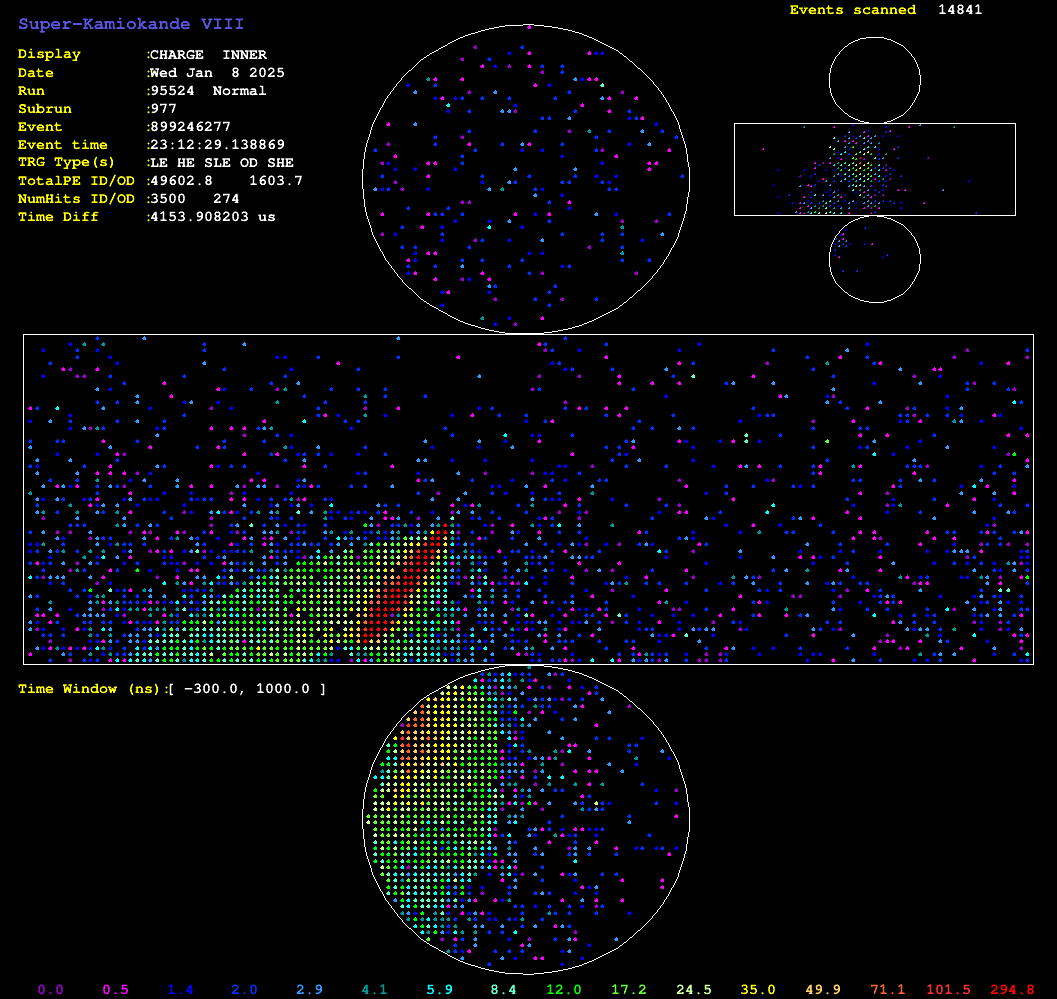 Super-Kamiokande VIII
Events scanned 14841
Display :CHARGE INNER
Date :Wed Jan 8 2025
Run :95524 Normal
Subrun :977
Event :899246277
Event time :23:12:29.138869
TRG Type(s) :LE HE SLE OD SHE
TotalPE ID/OD :49602.8 1603.7
NumHits ID/OD :3500 274
Time Diff :4153.908203 us
Time Window (ns):[ -300.0, 1000.0 ]
0.0 0.5 1.4 2.0 2.9 4.1 5.9 8.4 12.0 17.2 24.5 35.0 49.9 71.1 101.5 294.8